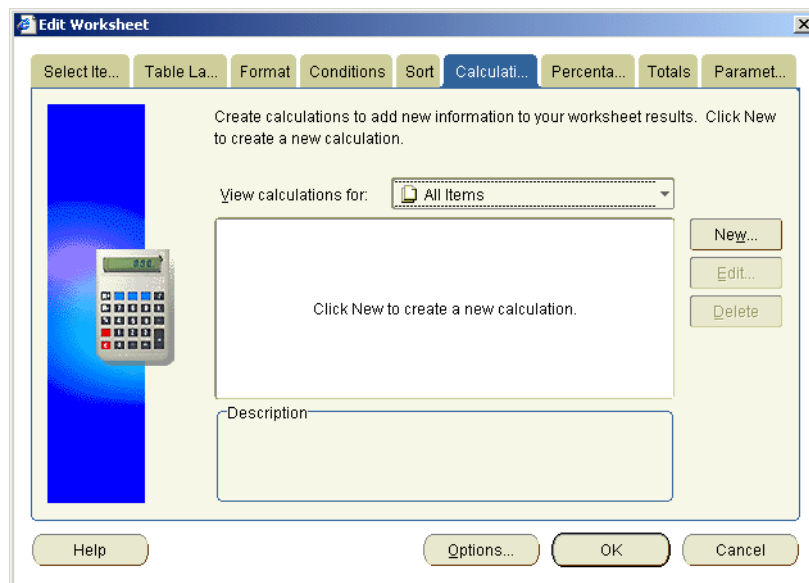 Edit Worksheet
Select Ite... Table La... Format Conditions Sort Calculati... Percenta... Totals Paramet...
Create calculations to add new information to your worksheet results. Click New
to create a new calculation.
View calculations for: All Items
New...
Edit...
Click New to create a new calculation.
Delete
Description
Help Options... OK Cancel